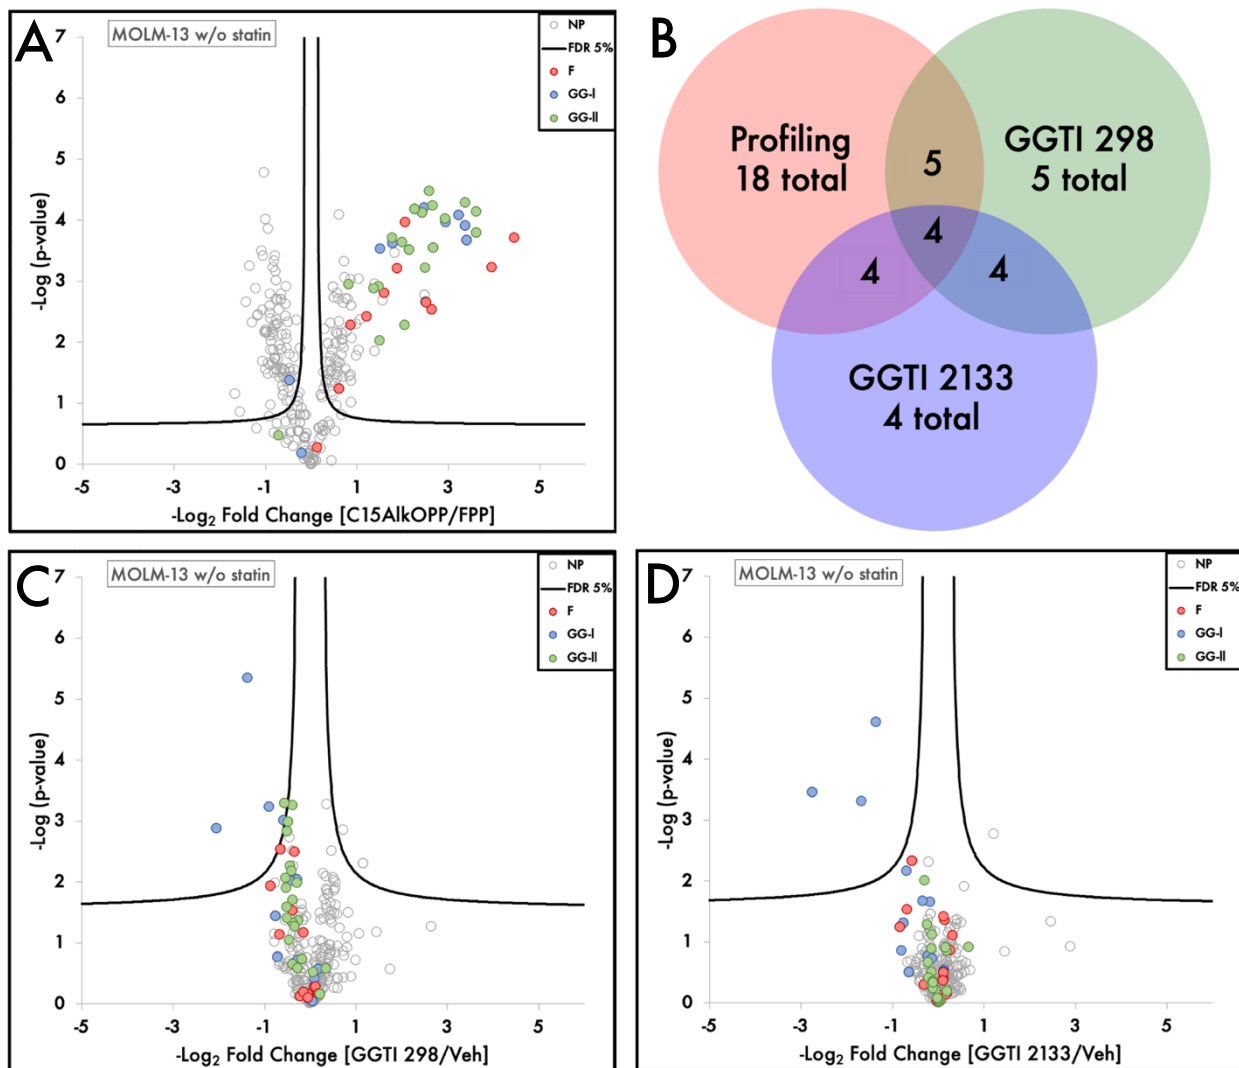 A
MOLM-13 w/o statin
NP
FDR 5%
F
GG-I
GG-II
7
6
5
4
3
2
1
0
-Log (p-value)
-5
-3
-1
1
3
5
-Log2 Fold Change [C15AlkOPP/FPP]
B
Profiling
18 total
5
GGTI 298
5 total
4
4
4
GGTI 2133
4 total
C
MOLM-13 w/o statin
NP
FDR 5%
F
GG-I
GG-II
7
6
5
4
3
2
1
0
-Log (p-value)
-5
-3
-1
1
3
5
-Log2 Fold Change [GGTI 298/Veh]
D
MOLM-13 w/o statin
NP
FDR 5%
F
GG-I
GG-II
7
6
5
4
3
2
1
0
-Log (p-value)
-5
-3
-1
1
3
5
-Log2 Fold Change [GGTI 2133/Veh]